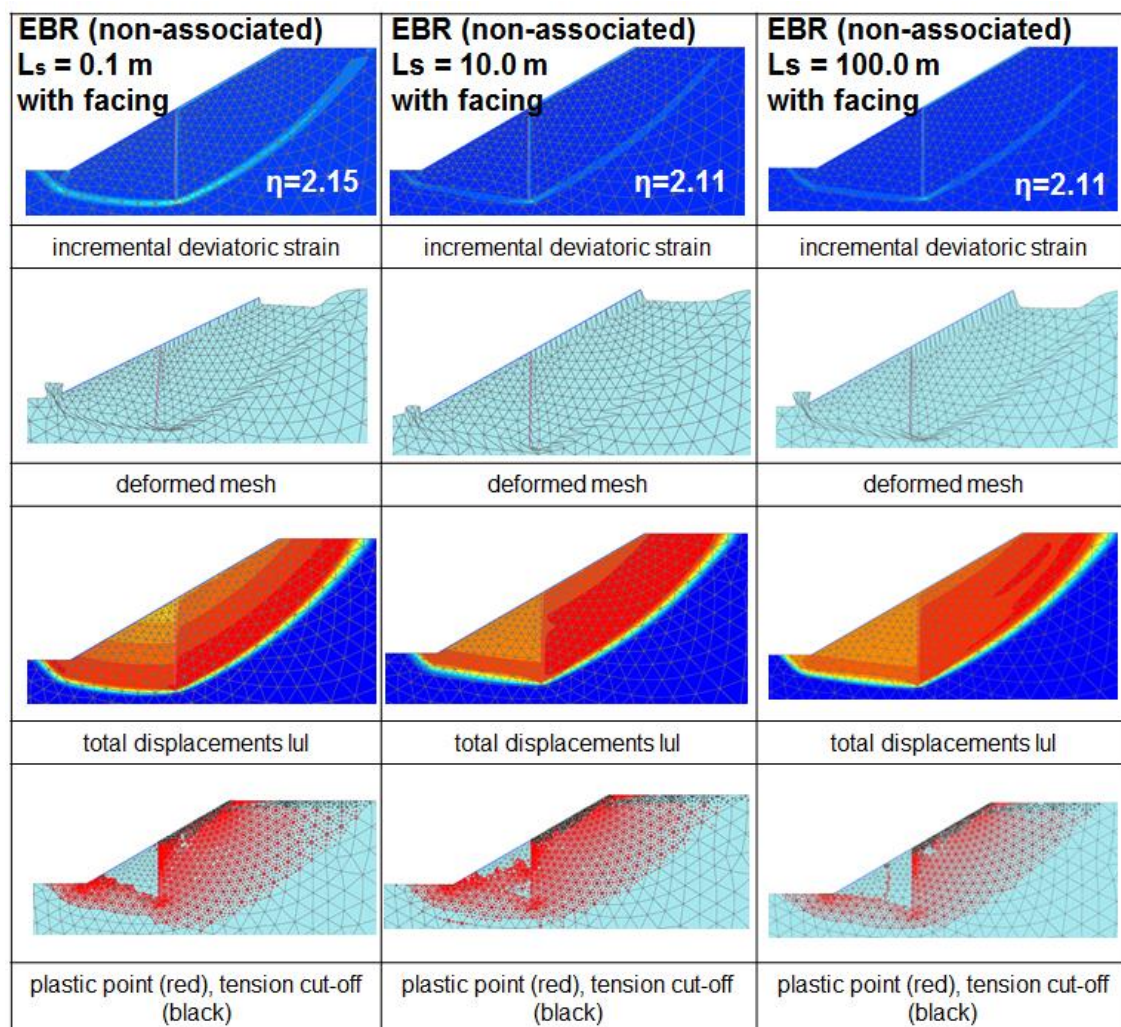 EBR (non-associated)
Ls = 0.1 m
with facing
η=2.15
EBR (non-associated)
Ls = 10.0 m
with facing
η=2.11
EBR (non-associated)
Ls = 100.0 m
with facing
η=2.11
incremental deviatoric strain
incremental deviatoric strain
incremental deviatoric strain
deformed mesh
deformed mesh
deformed mesh
total displacements lul
total displacements lul
total displacements lul
plastic point (red), tension cut-off
(black)
plastic point (red), tension cut-off
(black)
plastic point (red), tension cut-off
(black)